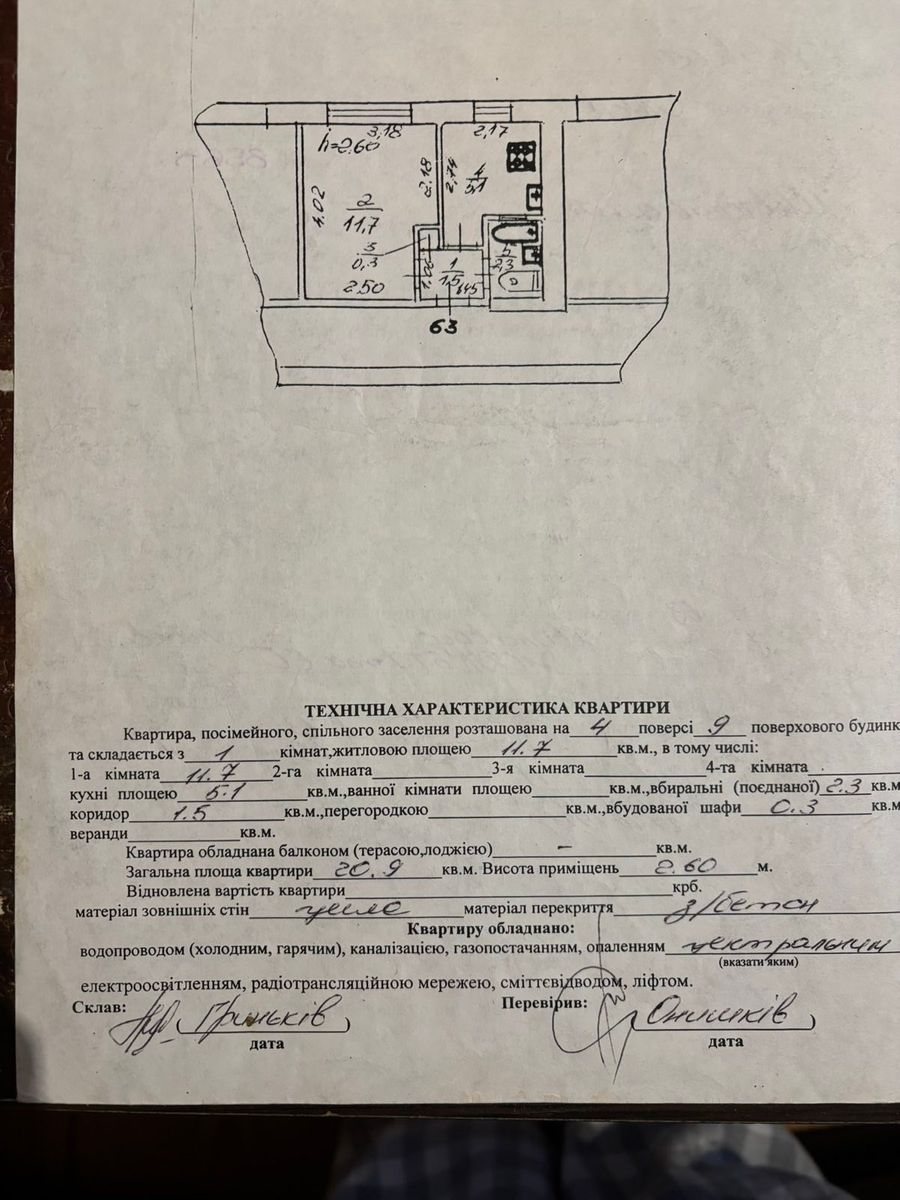 3,18
2,17
h=2.60
2.18
2,74
4
5,1
4,02
2
11,7
3
0,3
5
2,3
1
1,5
2.50
1.45
63
ТЕХНІЧНА ХАРАКТЕРИСТИКА КВАРТИРИ
Квартира, посімейного, спільного заселення розташована на 4 поверсі 9 поверхового будинк
та складається з 1 кімнат,житловою площею 11.7 кв.м., в тому числі:
1-а кімната 11.7 2-га кімната 3-я кімната 4-та кімната
кухні площею 5.1 кв.м.,ванної кімнати площею кв.м.,вбиральні (поєднаної) 2.3 кв.м
коридор 1.5 кв.м.,перегородкою кв.м.,вбудованої шафи 0.3 кв.м
веранди кв.м.
Квартира обладнана балконом (терасою,лоджією) – кв.м.
Загальна площа квартири 20.9 кв.м. Висота приміщень 2.60 м.
Відновлена вартість квартири крб.
матеріал зовнішніх стін матеріал перекриття з/бетон
Квартиру обладнано:
водопроводом (холодним, гарячим), каналізацією, газопостачанням, опаленням центральним
(вказати яким)
електроосвітленням, радіотрансляційною мережею, сміттєвідводом, ліфтом.
Склав: Гриньків Перевірив:
дата дата